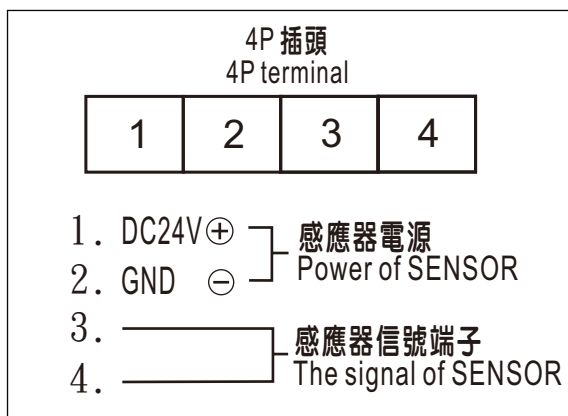 4P 插頭
4P terminal
1 2 3 4
1. DC24V⊕
2. GND ⊖
感應器電源
Power of SENSOR
3.
4.
感應器信號端子
The signal of SENSOR